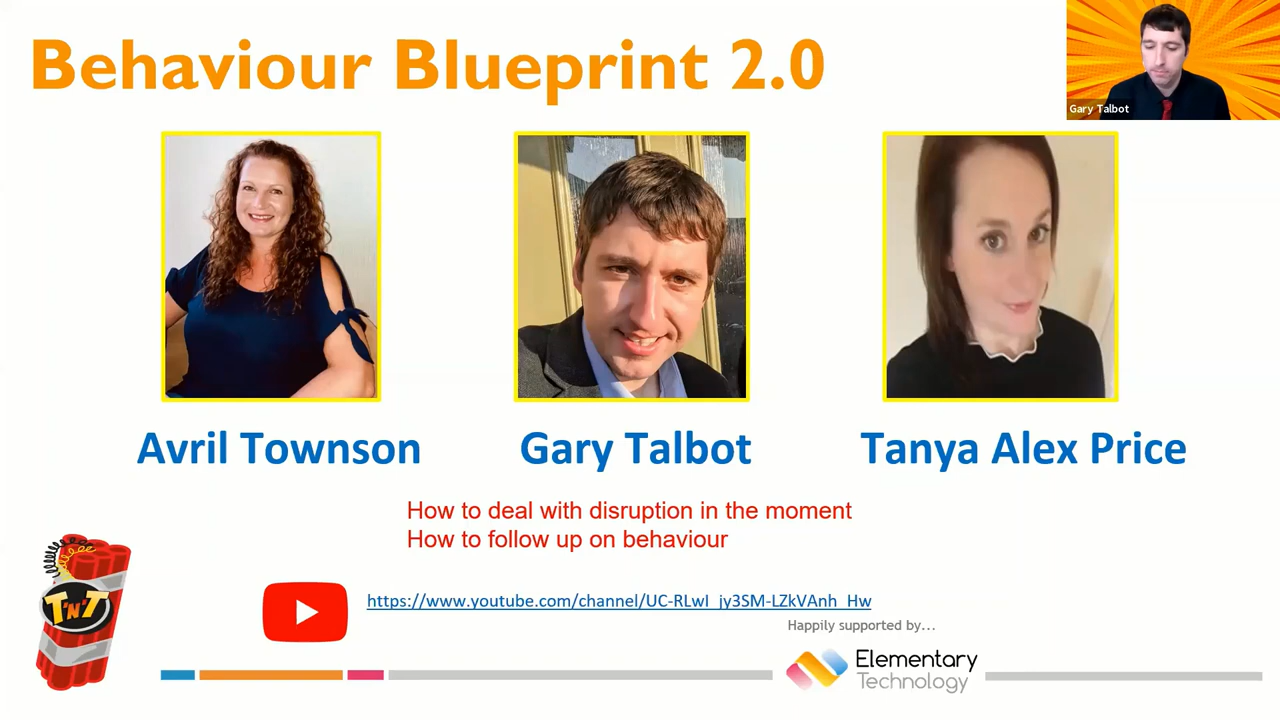 Behaviour Blueprint 2.0
Gary Talbot
Avril Townson
Gary Talbot
Tanya Alex Price
How to deal with disruption in the moment
How to follow up on behaviour
T'N'T
https://www.youtube.com/channel/UC-RLwI_jy3SM-LZkVAnh_Hw
Happily supported by...
Elementary
Technology